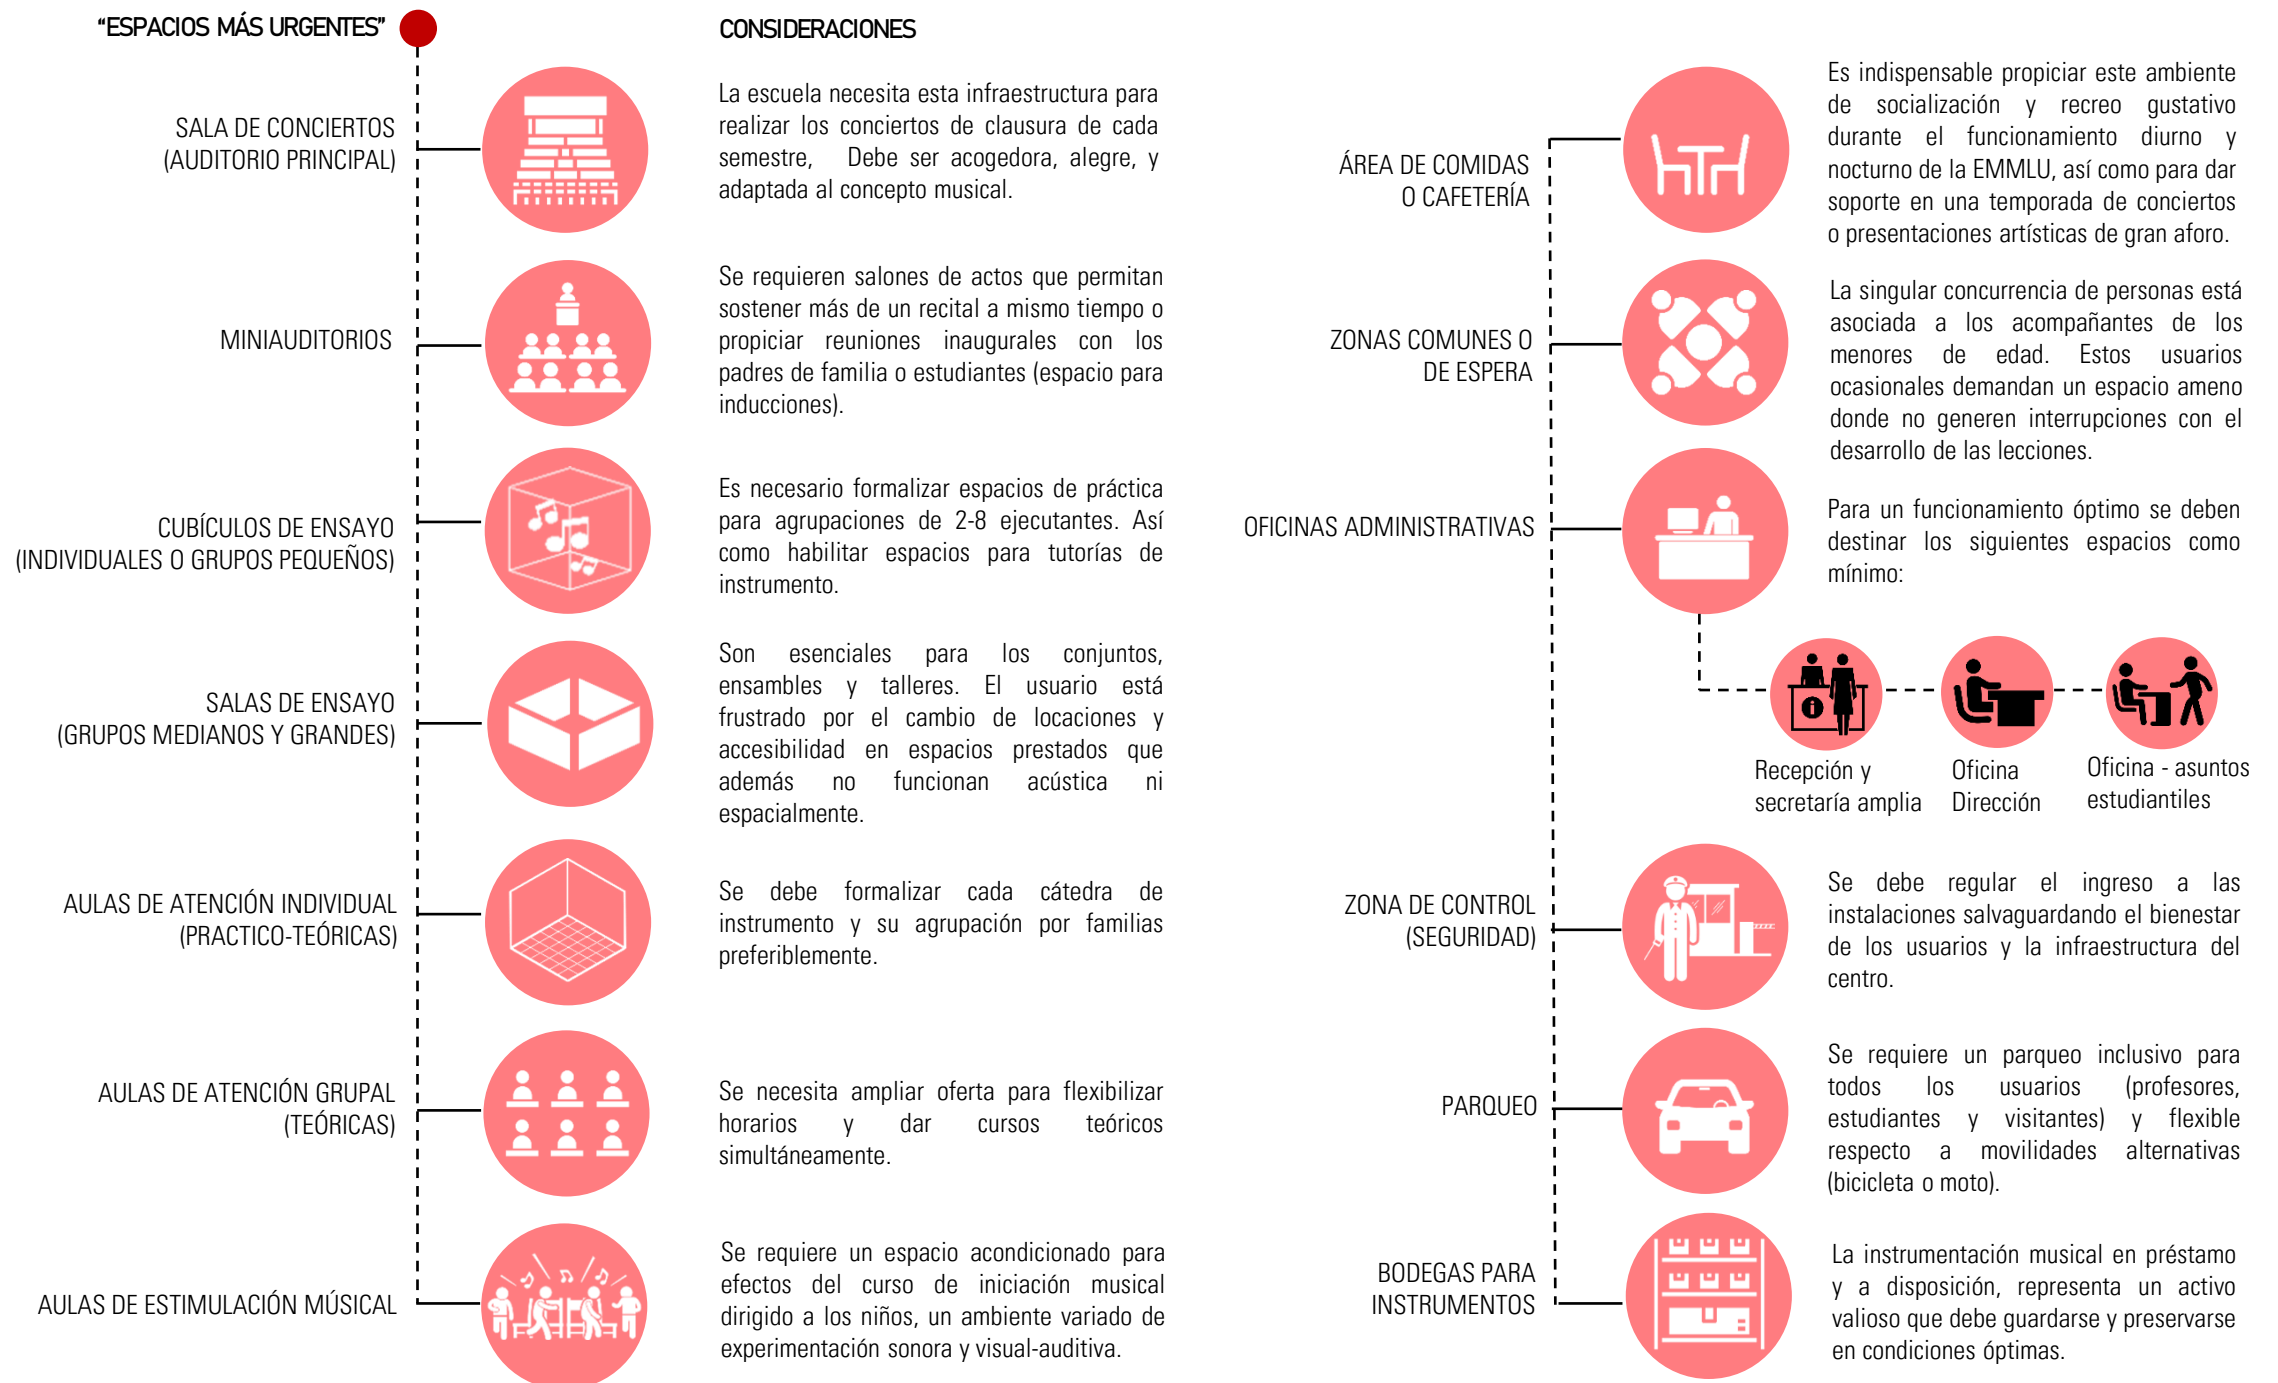 “ESPACIOS MÁS URGENTES”
CONSIDERACIONES
SALA DE CONCIERTOS
(AUDITORIO PRINCIPAL)
La escuela necesita esta infraestructura para
realizar los conciertos de clausura de cada
semestre, Debe ser acogedora, alegre, y
adaptada al concepto musical.
MINIAUDITORIOS
Se requieren salones de actos que permitan
sostener más de un recital a mismo tiempo o
propiciar reuniones inaugurales con los
padres de familia o estudiantes (espacio para
inducciones).
CUBÍCULOS DE ENSAYO
(INDIVIDUALES O GRUPOS PEQUEÑOS)
Es necesario formalizar espacios de práctica
para agrupaciones de 2-8 ejecutantes. Así
como habilitar espacios para tutorías de
instrumento.
SALAS DE ENSAYO
(GRUPOS MEDIANOS Y GRANDES)
Son esenciales para los conjuntos,
ensambles y talleres. El usuario está
frustrado por el cambio de locaciones y
accesibilidad en espacios prestados que
además no funcionan acústica ni
espacialmente.
AULAS DE ATENCIÓN INDIVIDUAL
(PRACTICO-TEÓRICAS)
Se debe formalizar cada cátedra de
instrumento y su agrupación por familias
preferiblemente.
AULAS DE ATENCIÓN GRUPAL
(TEÓRICAS)
Se necesita ampliar oferta para flexibilizar
horarios y dar cursos teóricos
simultáneamente.
AULAS DE ESTIMULACIÓN MÚSICAL
Se requiere un espacio acondicionado para
efectos del curso de iniciación musical
dirigido a los niños, un ambiente variado de
experimentación sonora y visual-auditiva.
ÁREA DE COMIDAS
O CAFETERÍA
Es indispensable propiciar este ambiente
de socialización y recreo gustativo
durante el funcionamiento diurno y
nocturno de la EMMLU, así como para dar
soporte en una temporada de conciertos
o presentaciones artísticas de gran aforo.
ZONAS COMUNES O
DE ESPERA
La singular concurrencia de personas está
asociada a los acompañantes de los
menores de edad. Estos usuarios
ocasionales demandan un espacio ameno
donde no generen interrupciones con el
desarrollo de las lecciones.
OFICINAS ADMINISTRATIVAS
Para un funcionamiento óptimo se deben
destinar los siguientes espacios como
mínimo:
Recepción y
secretaría amplia
Oficina
Dirección
Oficina - asuntos
estudiantiles
ZONA DE CONTROL
(SEGURIDAD)
Se debe regular el ingreso a las
instalaciones salvaguardando el bienestar
de los usuarios y la infraestructura del
centro.
PARQUEO
Se requiere un parqueo inclusivo para
todos los usuarios (profesores,
estudiantes y visitantes) y flexible
respecto a movilidades alternativas
(bicicleta o moto).
BODEGAS PARA
INSTRUMENTOS
La instrumentación musical en préstamo
y a disposición, representa un activo
valioso que debe guardarse y preservarse
en condiciones óptimas.